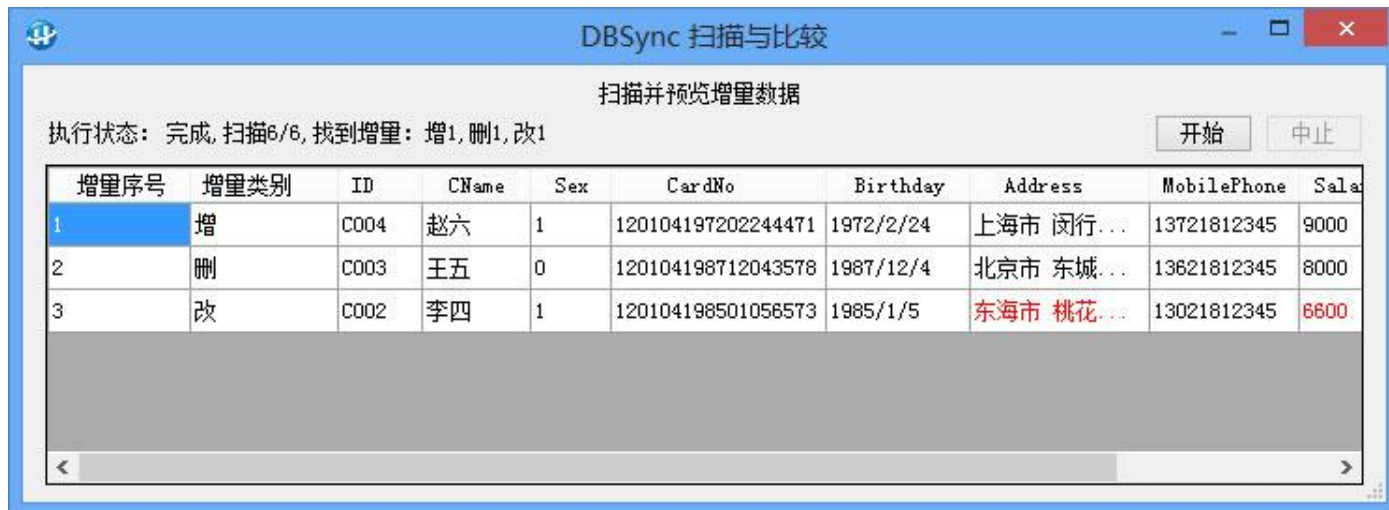 DBSync 扫描与比较
扫描并预览增量数据
执行状态：完成,扫描6/6,找到增量：增1,删1,改1 开始 中止
增量序号 增量类别 ID CName Sex CardNo Birthday Address MobilePhone Sala
1 增 C004 赵六 1 120104197202244471 1972/2/24 上海市 闵行... 13721812345 9000
2 删 C003 王五 0 120104198712043578 1987/12/4 北京市 东城... 13621812345 8000
3 改 C002 李四 1 120104198501056573 1985/1/5 东海市 桃花... 13021812345 6600